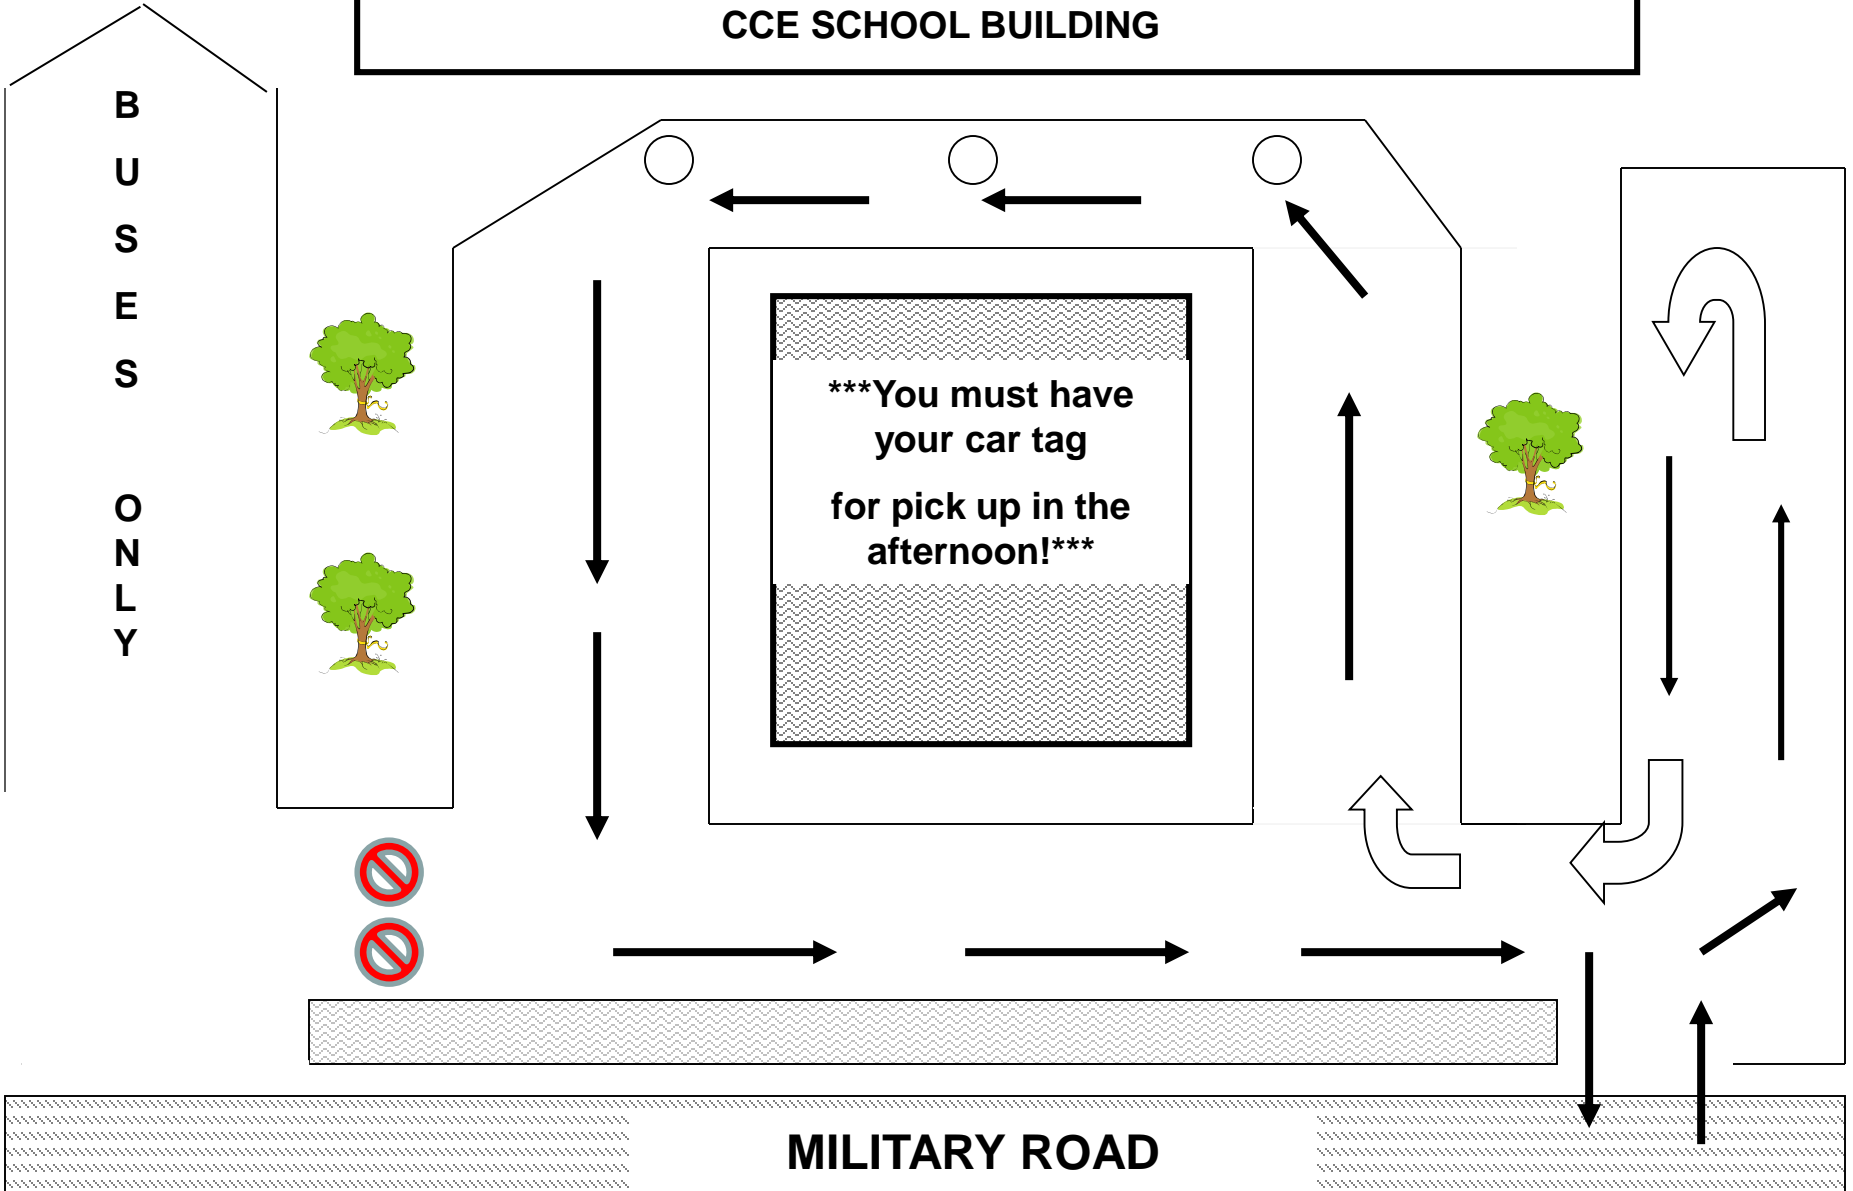 CCE SCHOOL BUILDING
B
U
S
E
S
O
N
L
Y
***You must have
your car tag
for pick up in the
afternoon!***
MILITARY ROAD